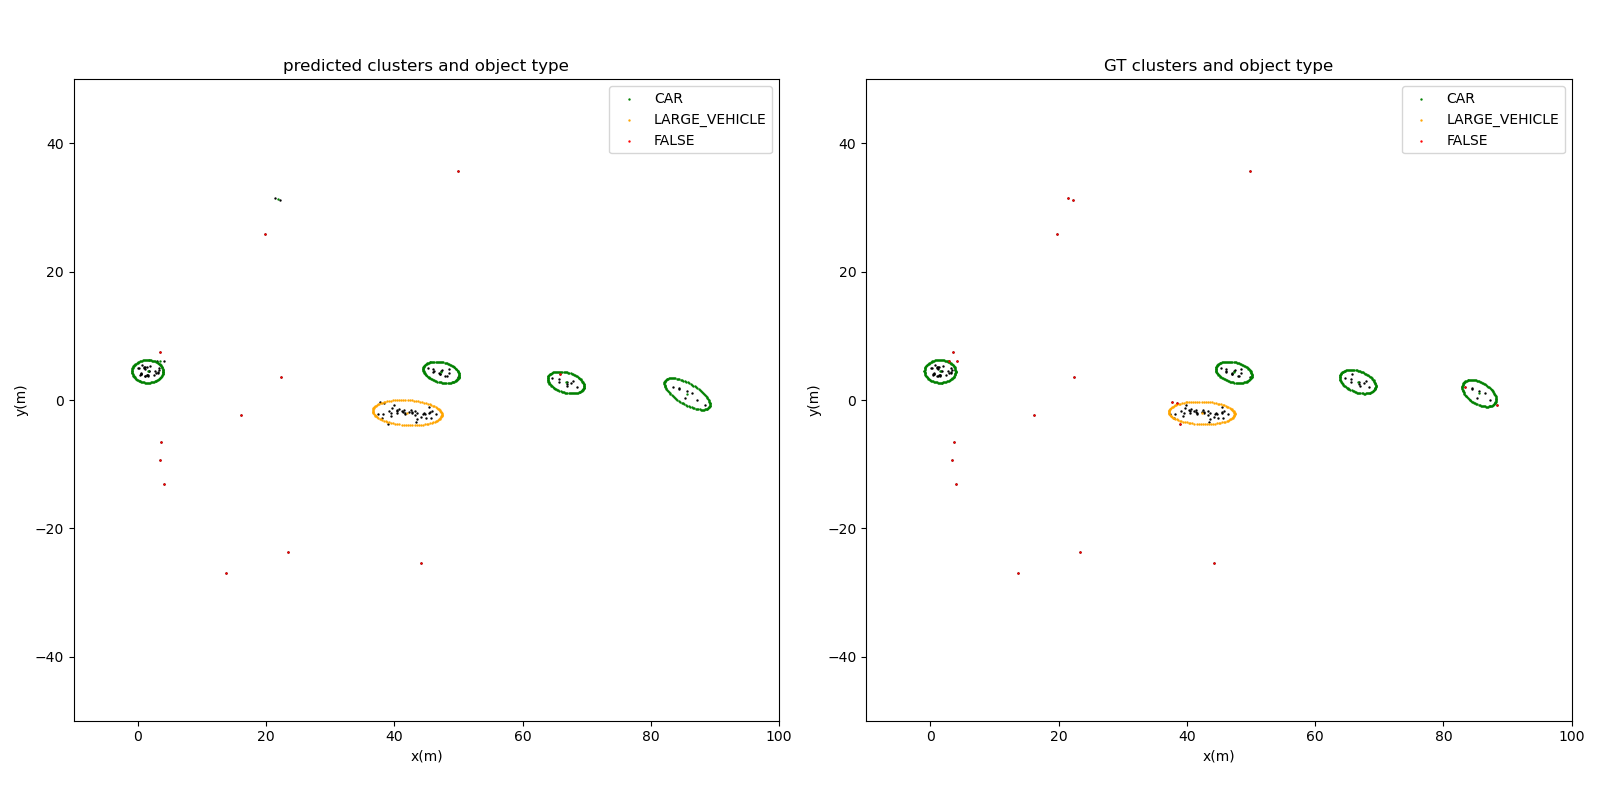 predicted clusters and object type
CAR
LARGE_VEHICLE
FALSE
40
20
0
−20
−40
y(m)
0 20 40 60 80 100
x(m)
GT clusters and object type
CAR
LARGE_VEHICLE
FALSE
40
20
0
−20
−40
y(m)
0 20 40 60 80 100
x(m)